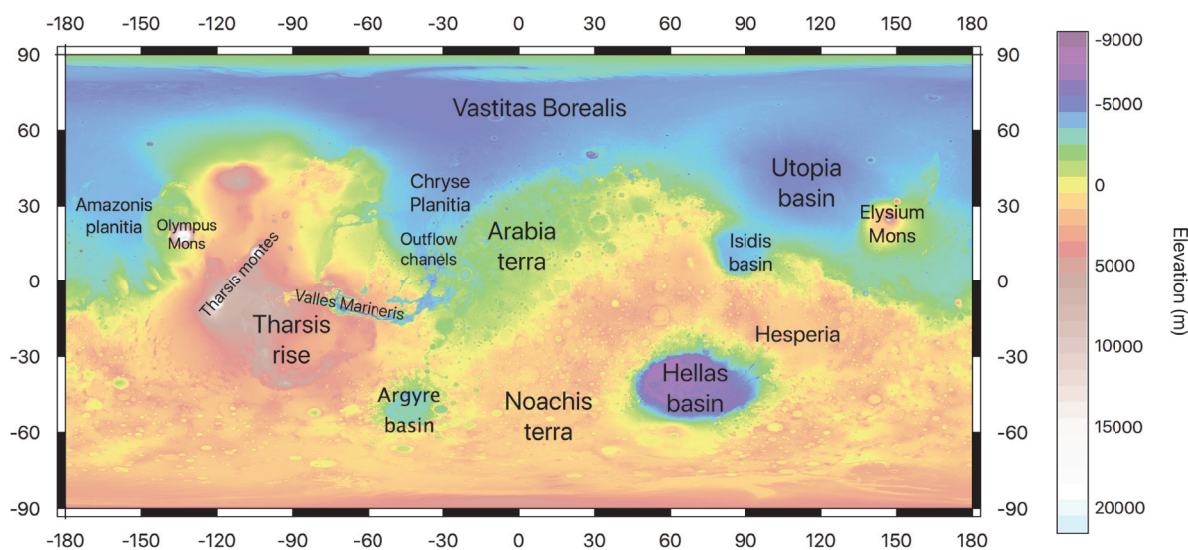 -180 -150 -120 -90 -60 -30 0 30 60 90 120 150 180
90 90
-9000
Vastitas Borealis
-5000
60 60
Utopia
basin
Chryse
Planitia
0
Amazonis
planitia
30 30
Olympus
Mons
Elysium
Mons
Arabia
terra
Outflow
chanels
Isidis
basin
Tharsis montes
5000
0 0
Valles Marineris
Tharsis
rise
Hesperia
10000
-30 -30
Hellas
basin
Argyre
basin
Noachis
terra
15000
-60 -60
20000
-90 -90
-180 -150 -120 -90 -60 -30 0 30 60 90 120 150 180
Elevation (m)